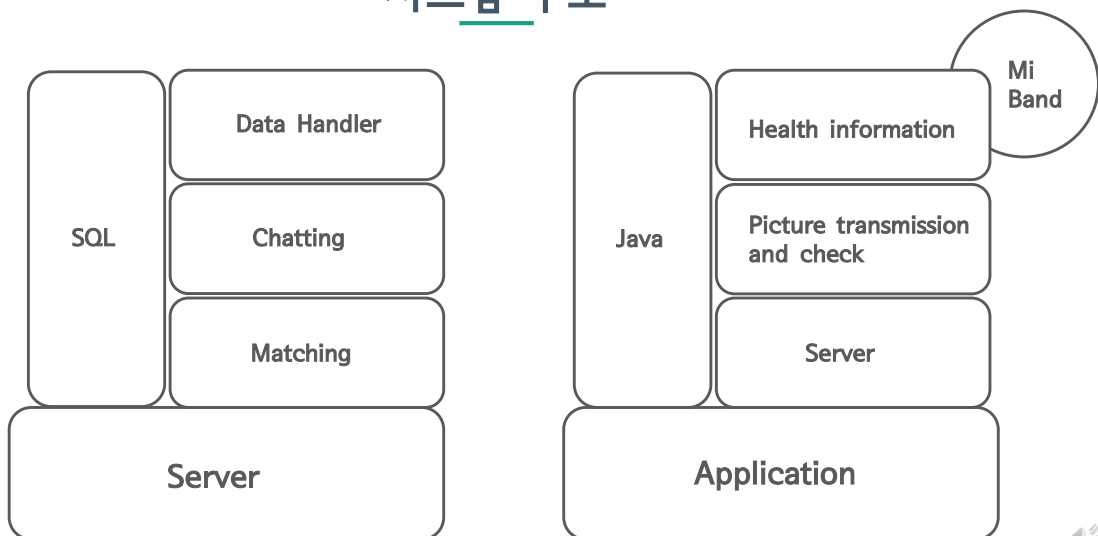 SQL
Data Handler
Chatting
Matching
Server
Mi
Band
Java
Health information
Picture transmission
and check
Server
Application